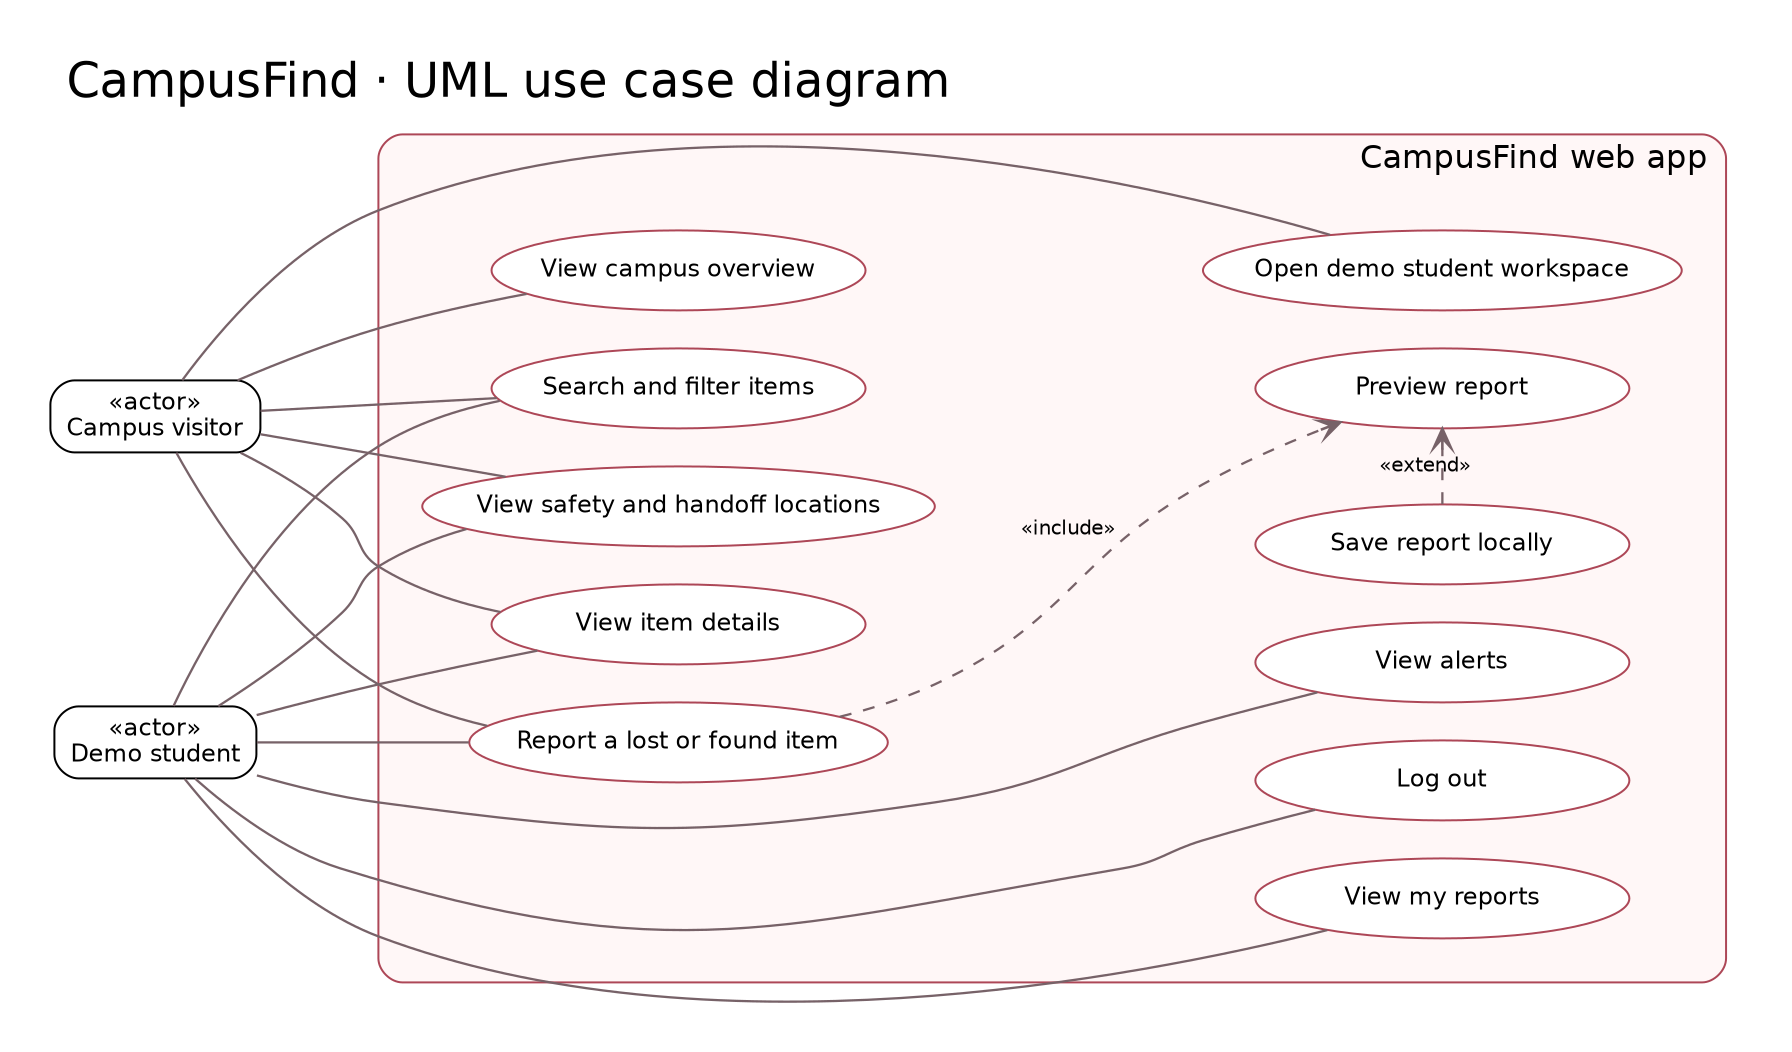 CampusFind · UML use case diagram
CampusFind web app
View campus overview
Open demo student workspace
Search and filter items
Preview report
«actor»
Campus visitor
«extend»
View safety and handoff locations
«include»
Save report locally
View item details
View alerts
«actor»
Demo student
Report a lost or found item
Log out
View my reports